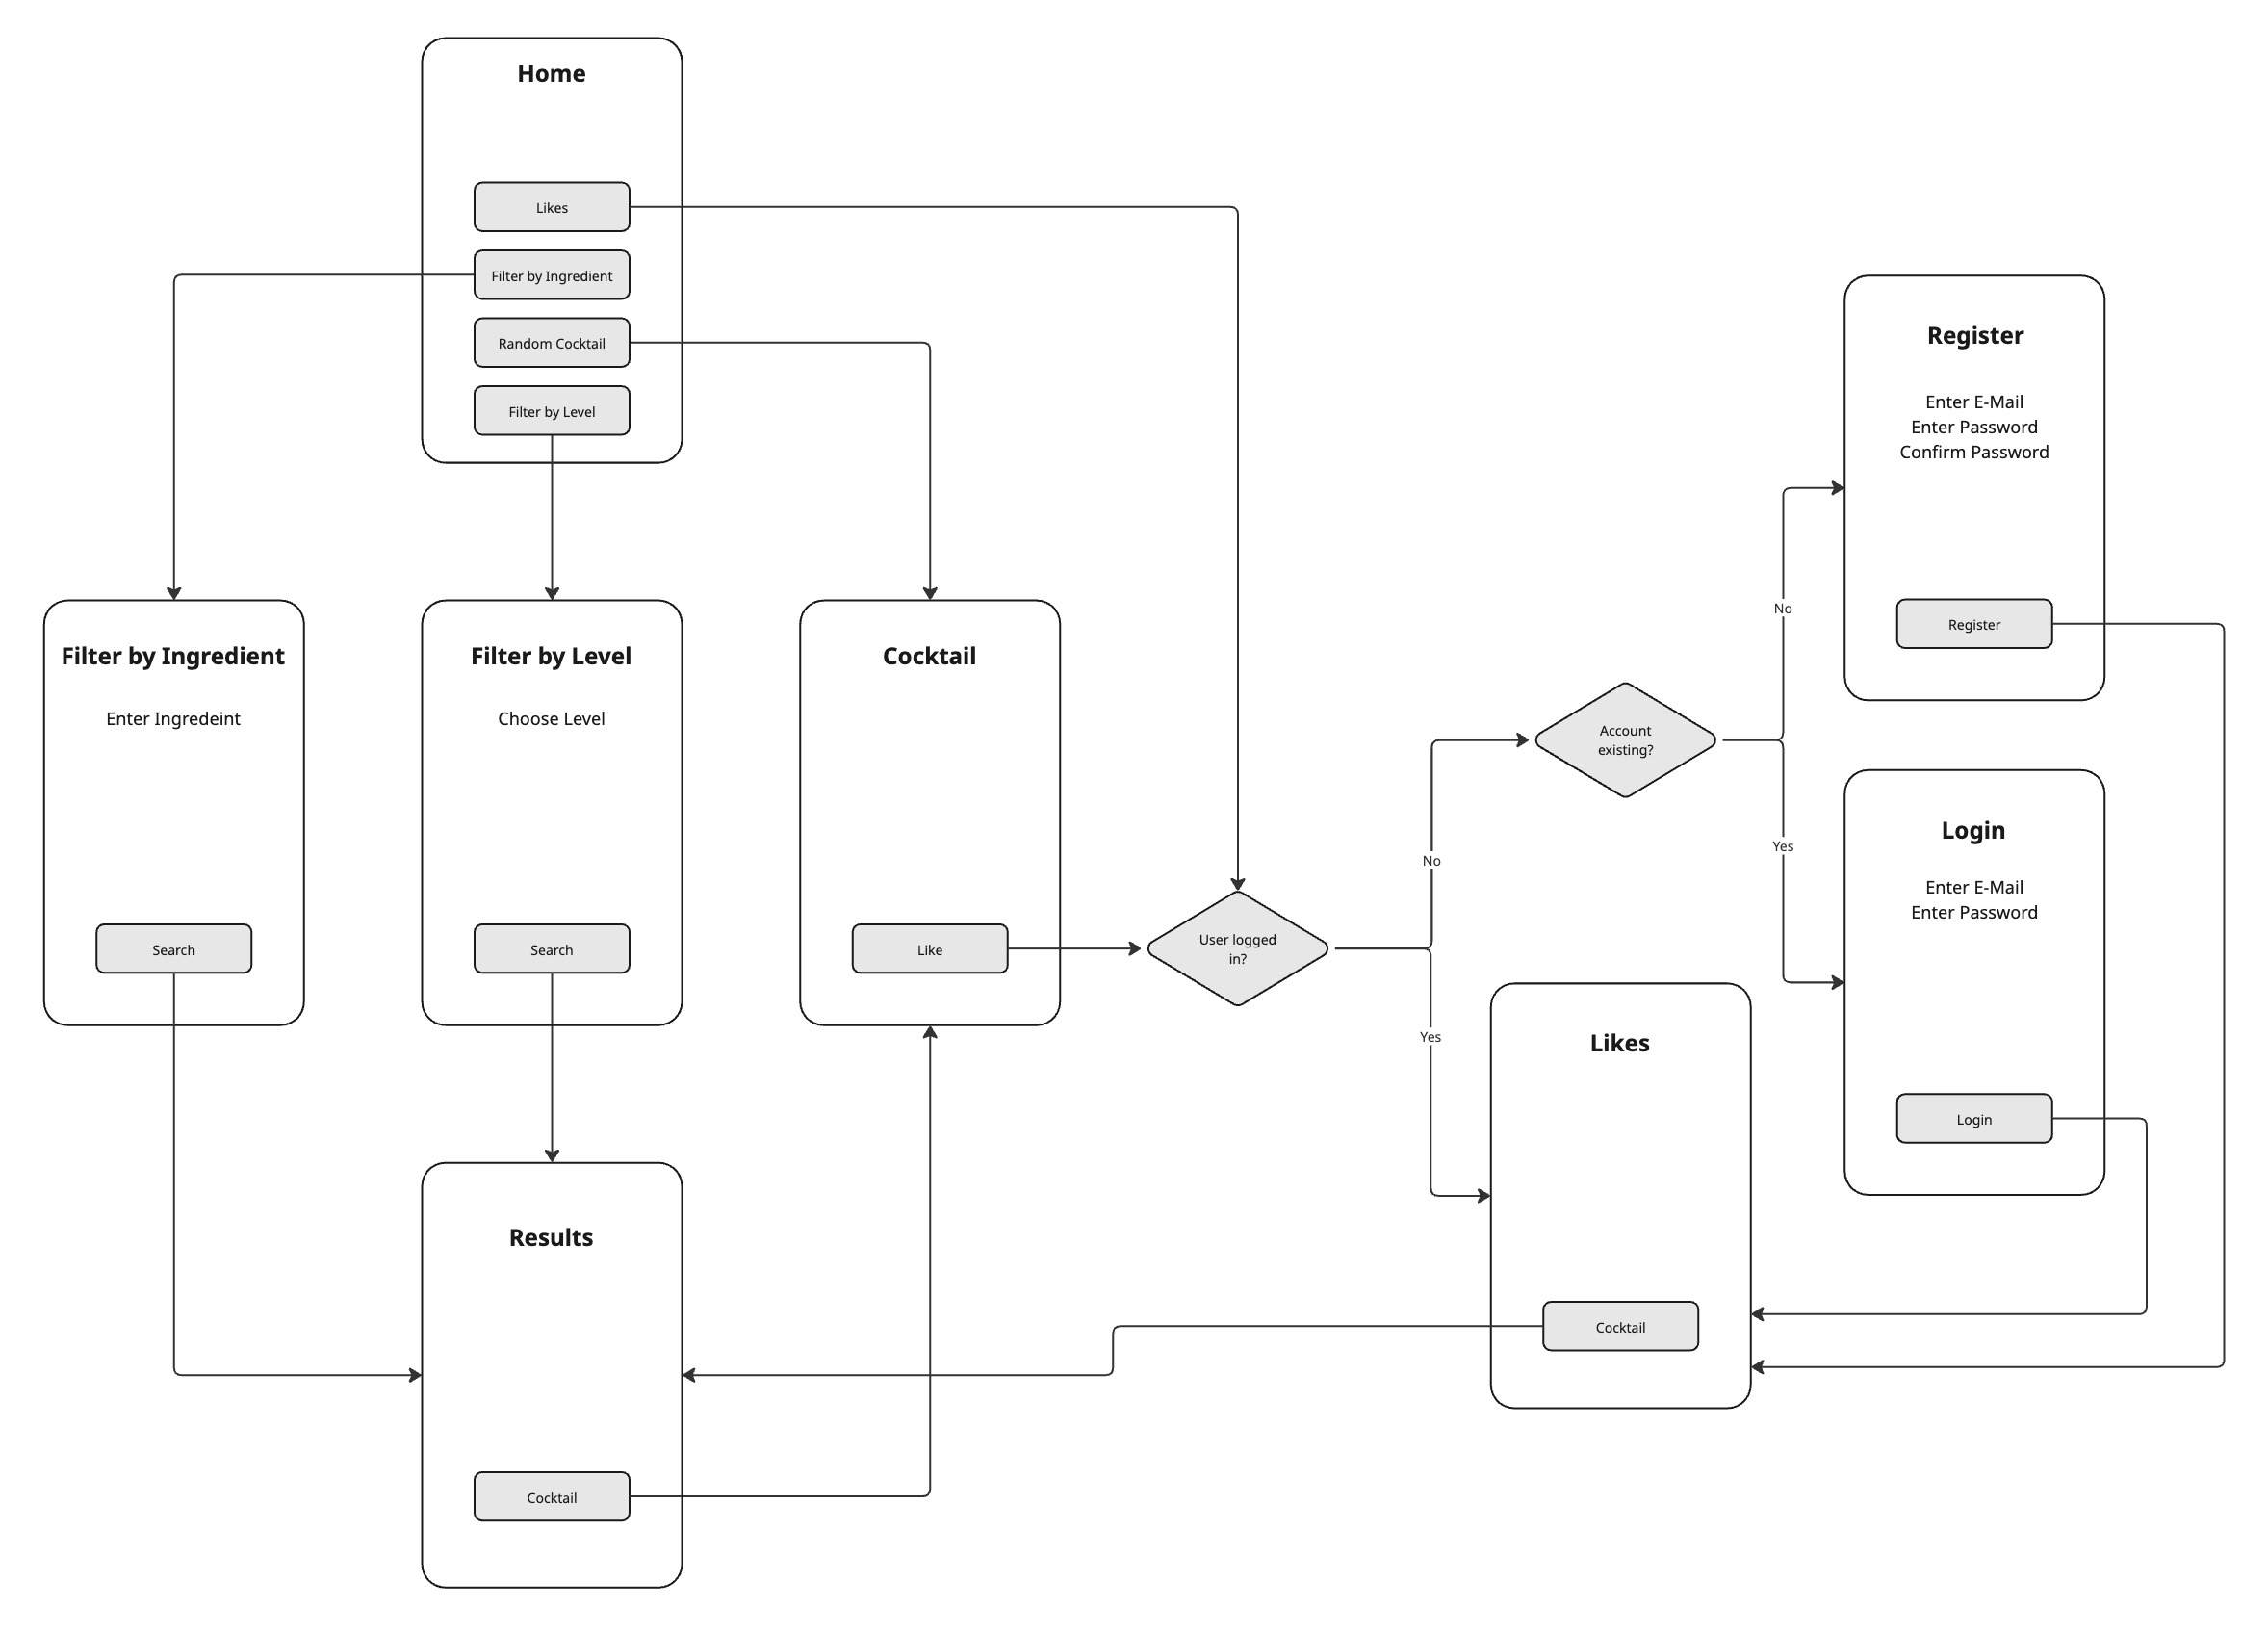 Home
Likes
Filter by Ingredient
Random Cocktail
Filter by Level
Filter by Ingredient
Enter Ingredeint
Search
Filter by Level
Choose Level
Search
Cocktail
Like
User logged
in?
No
Yes
Account
existing?
No
Yes
Register
Enter E-Mail
Enter Password
Confirm Password
Register
Login
Enter E-Mail
Enter Password
Login
Likes
Cocktail
Results
Cocktail